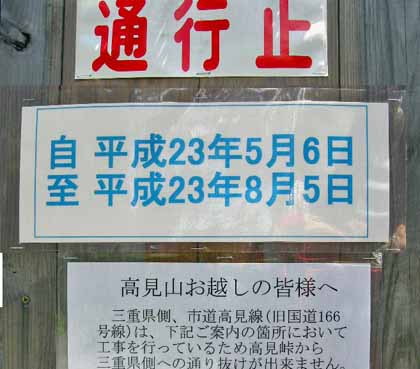 通行止
自 平成23年5月6日
至 平成23年8月5日
高見山お越しの皆様へ
三重県側、市道高見線(旧国道166
号線)は、下記ご案内の箇所において
工事を行っているため高見峠から
三重県側への通り抜けが出来ません。